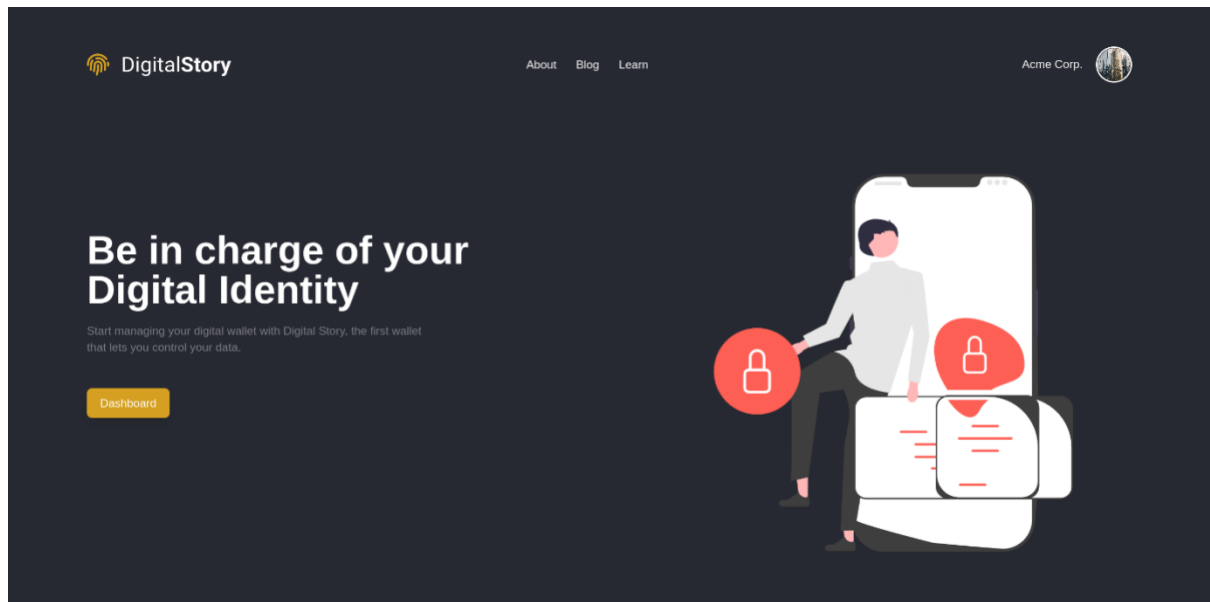 DigitalStory
About Blog Learn
Acme Corp.
Be in charge of your
Digital Identity
Start managing your digital wallet with Digital Story, the first wallet
that lets you control your data.
Dashboard